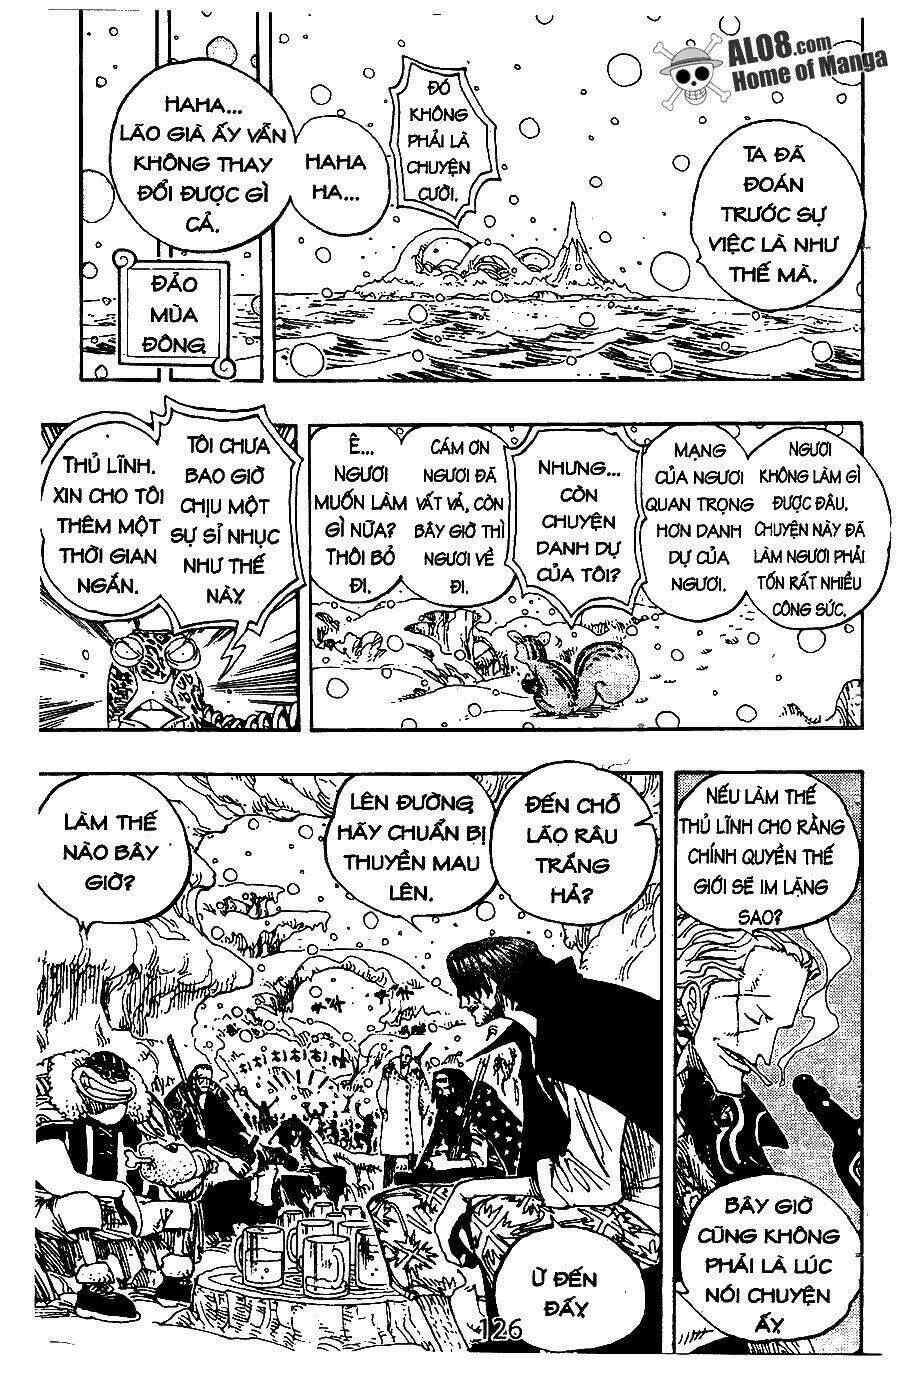 AL08.com
Home of Manga
TA ĐÃ
ĐOÁN
TRƯỚC SỰ
VIỆC LÀ NHƯ
THẾ MÀ.
ĐÓ
KHÔNG
PHẢI LÀ
CHUYỆN
CƯỜI.
HAHA
HA...
HAHA...
LÃO GIÀ ẤY VẪN
KHÔNG THAY
ĐỔI ĐƯỢC GÌ
CẢ.
ĐẢO
MÙA
ĐÔNG.
NGƯƠI
KHÔNG LÀM GÌ
ĐƯỢC ĐÂU.
CHUYỆN NÀY ĐÃ
LÀM NGƯƠI PHẢI
TỐN RẤT NHIỀU
CÔNG SỨC.
MẠNG
CỦA NGƯƠI
QUAN TRỌNG
HƠN DANH
DỰ CỦA
NGƯƠI.
NHƯNG...
CÒN
CHUYỆN
DANH DỰ
CỦA TÔI?
CÁM ƠN
NGƯƠI ĐÃ
VẤT VẢ, CÒN
BÂY GIỜ THÌ
NGƯƠI VỀ
ĐI.
Ê...
NGƯƠI
MUỐN LÀM
GÌ NỮA?
THÔI BỎ
ĐI.
TÔI CHƯA
BAO GIỜ
CHỊU MỘT
SỰ SỈ NHỤC
NHƯ THẾ
NÀY.
THỦ LĨNH.
XIN CHO TÔI
THÊM MỘT
THỜI GIAN
NGẮN.
NẾU LÀM THẾ
THỦ LĨNH CHO RẰNG
CHÍNH QUYỀN THẾ
GIỚI SẼ IM LẶNG
SAO?
BÂY GIỜ
CŨNG KHÔNG
PHẢI LÀ LÚC
NÓI CHUYỆN
ẤY.
ĐẾN CHỖ
LÃO RÂU
TRẮNG
HẢ?
LÊN ĐƯỜNG,
HÃY CHUẨN BỊ
THUYỀN MAU
LÊN.
LÀM THẾ
NÀO BÂY
GIỜ?
Ừ ĐẾN
ĐẤY.
126